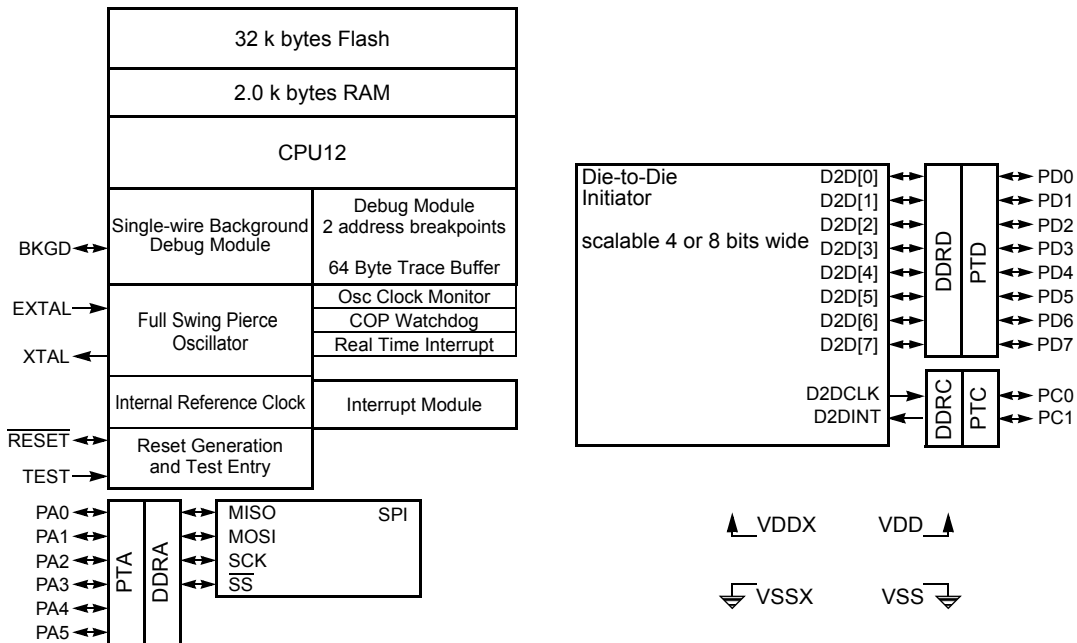 32 k bytes Flash
2.0 k bytes RAM
CPU12
Single-wire Background
Debug Module
Debug Module
2 address breakpoints
64 Byte Trace Buffer
BKGD
EXTAL
XTAL
Full Swing Pierce
Oscillator
Osc Clock Monitor
COP Watchdog
Real Time Interrupt
Internal Reference Clock
Interrupt Module
RESET
TEST
Reset Generation
and Test Entry
PA0
PA1
PA2
PA3
PA4
PA5
PTA
DDRA
MISO
MOSI
SCK
SS
SPI
Die-to-Die
Initiator
scalable 4 or 8 bits wide
D2D[0]
D2D[1]
D2D[2]
D2D[3]
D2D[4]
D2D[5]
D2D[6]
D2D[7]
DDRD
PTD
PD0
PD1
PD2
PD3
PD4
PD5
PD6
PD7
D2DCLK
D2DINT
DDRC
PTC
PC0
PC1
VDDX
VDD
VSSX
VSS